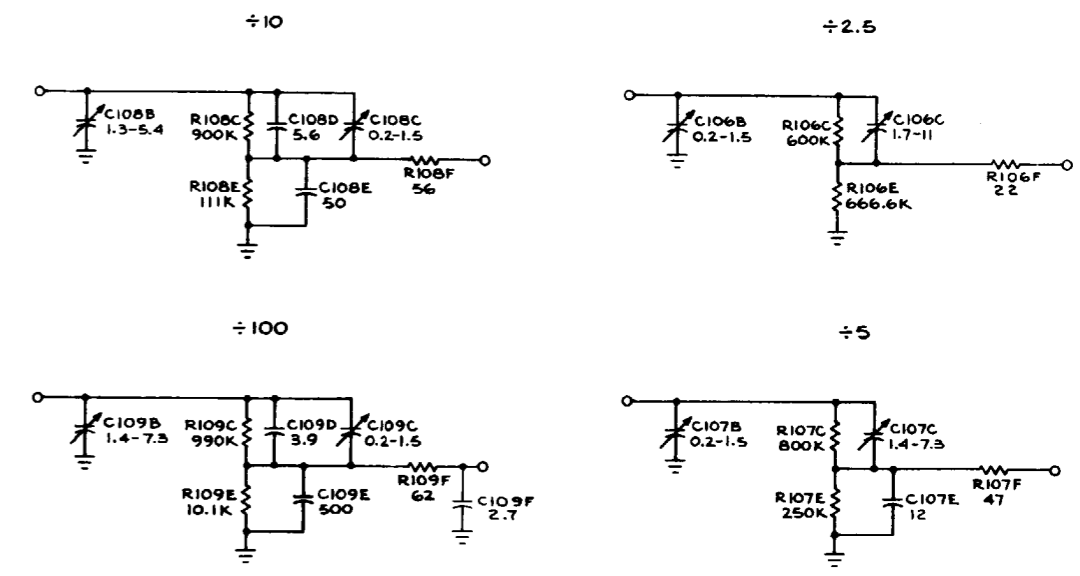 ÷10
C108B
1.3-5.4
R108C
900K
C108D
5.6
C108C
0.2-1.5
R108E
111K
C108E
50
R108F
56
÷2.5
C106B
0.2-1.5
R106C
600K
C106C
1.7-11
R106E
666.6K
R106F
22
÷100
C109B
1.4-7.3
R109C
990K
C109D
3.9
C109C
0.2-1.5
R109E
10.1K
C109E
500
R109F
62
C109F
2.7
÷5
C107B
0.2-1.5
R107C
800K
C107C
1.4-7.3
R107E
250K
C107E
12
R107F
47